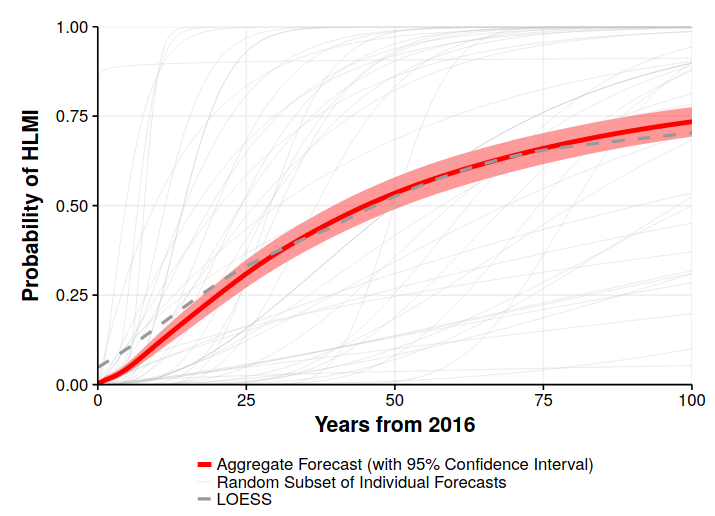 1.00
0.75
0.50
0.25
0.00
Probability of HLMI
0
25
50
75
100
Years from 2016
Aggregate Forecast (with 95% Confidence Interval)
Random Subset of Individual Forecasts
LOESS